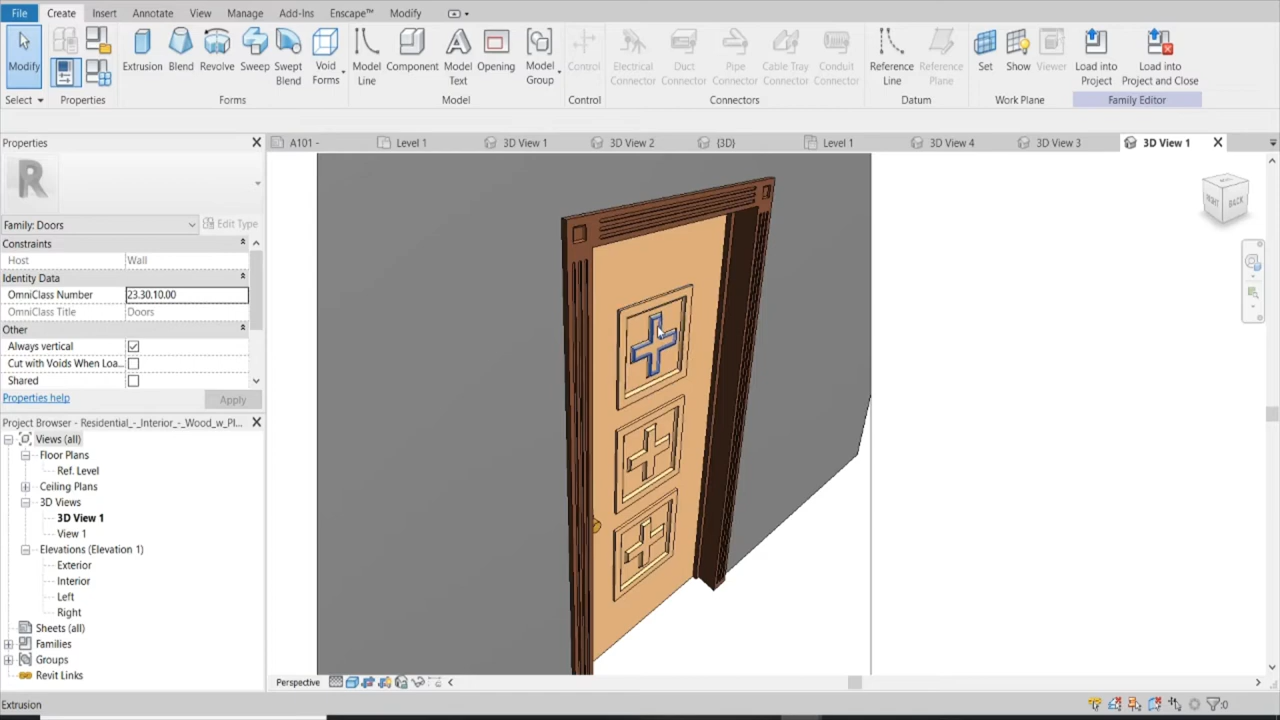 File Create Insert Annotate View Manage Add-Ins Enscape™ Modify
Modify Extrusion Blend Revolve Sweep Swept Blend Void Forms Model Line Component Model Text Opening Model Group Control Electrical Connector Duct Connector Pipe Connector Cable Tray Connector Conduit Connector Reference Line Reference Plane Set Show Viewer Load into Project Load into Project and Close
Select Properties Forms Model Control Connectors Datum Work Plane Family Editor
Properties A101 - Level 1 3D View 1 3D View 2 {3D} Level 1 3D View 4 3D View 3 3D View 1
R
Family: Doors Edit Type
Constraints
Host Wall
Identity Data
OmniClass Number 23.30.10.00
OmniClass Title Doors
Other
Always vertical
Cut with Voids When Loa...
Shared
Properties help Apply
Project Browser - Residential_-_Interior_-_Wood_w_Pl...
Views (all)
Floor Plans
Ref. Level
Ceiling Plans
3D Views
3D View 1
View 1
Elevations (Elevation 1)
Exterior
Interior
Left
Right
Sheets (all)
Families
Groups
Revit Links
RIGHT BACK
Perspective
Extrusion :0